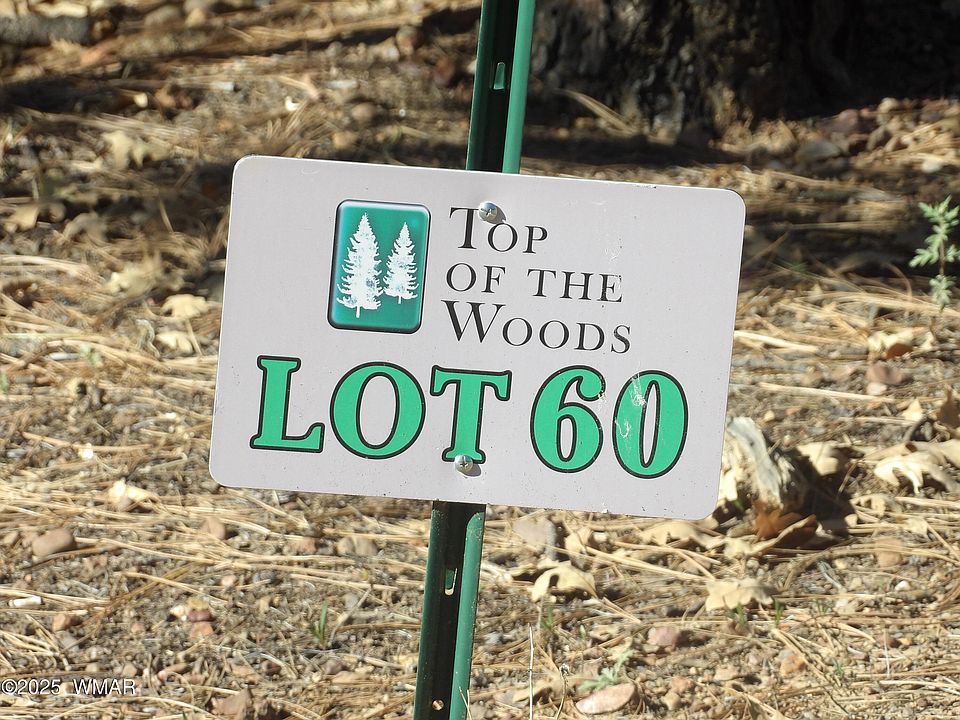 Top
of the
Woods
LOT 60
©2025 WMAR